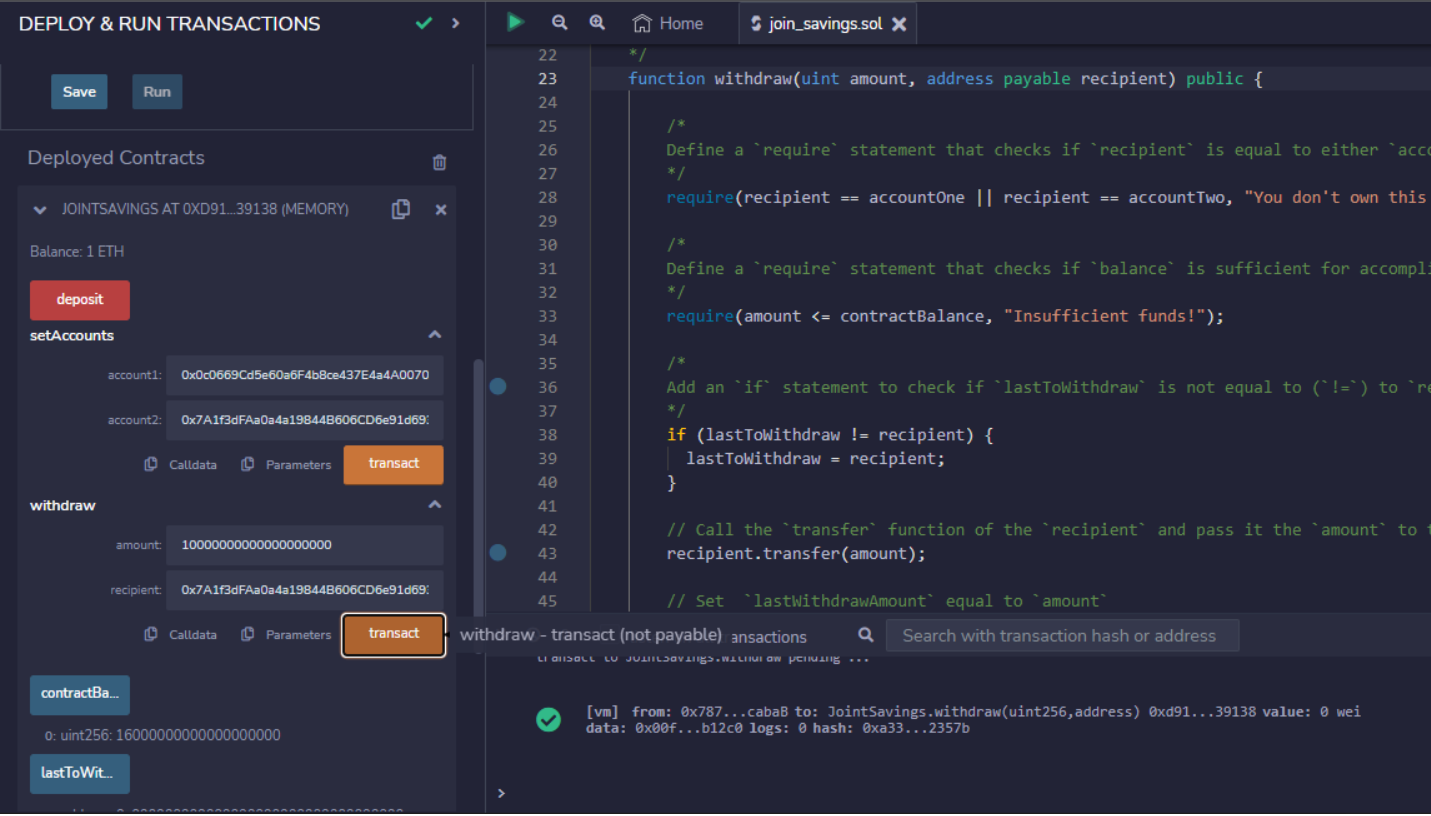 DEPLOY & RUN TRANSACTIONS
Save
Run
Deployed Contracts
JOINTSAVINGS AT 0XD91...39138 (MEMORY)
Balance: 1 ETH
deposit
setAccounts
account1:
0x0c0669Cd5e60a6F4b8ce437E4a4A0070
account2:
0x7A1f3dFAa0a4a19844B606CD6e91d69
Calldata
Parameters
transact
withdraw
amount:
10000000000000000000
recipient:
0x7A1f3dFAa0a4a19844B606CD6e91d69
Calldata
Parameters
transact
withdraw - transact (not payable)
contractBa...
0: uint256: 16000000000000000000
lastToWit...
Home
join_savings.sol
22 */
23 function withdraw(uint amount, address payable recipient) public {
24
25 /*
26 Define a `require` statement that checks if `recipient` is equal to either `acco
27 */
28 require(recipient == accountOne || recipient == accountTwo, "You don't own this
29
30 /*
31 Define a `require` statement that checks if `balance` is sufficient for accompli
32 */
33 require(amount <= contractBalance, "Insufficient funds!");
34
35 /*
36 Add an `if` statement to check if `lastToWithdraw` is not equal to (`!=`) to `re
37 */
38 if (lastToWithdraw != recipient) {
39 lastToWithdraw = recipient;
40 }
41
42 // Call the `transfer` function of the `recipient` and pass it the `amount` to t
43 recipient.transfer(amount);
44
45 // Set `lastWithdrawAmount` equal to `amount`
ansactions
Search with transaction hash or address
transact to JointSavings.withdraw pending ...
[vm] from: 0x787...cabaB to: JointSavings.withdraw(uint256,address) 0xd91...39138 value: 0 wei
data: 0x00f...b12c0 logs: 0 hash: 0xa33...2357b
>